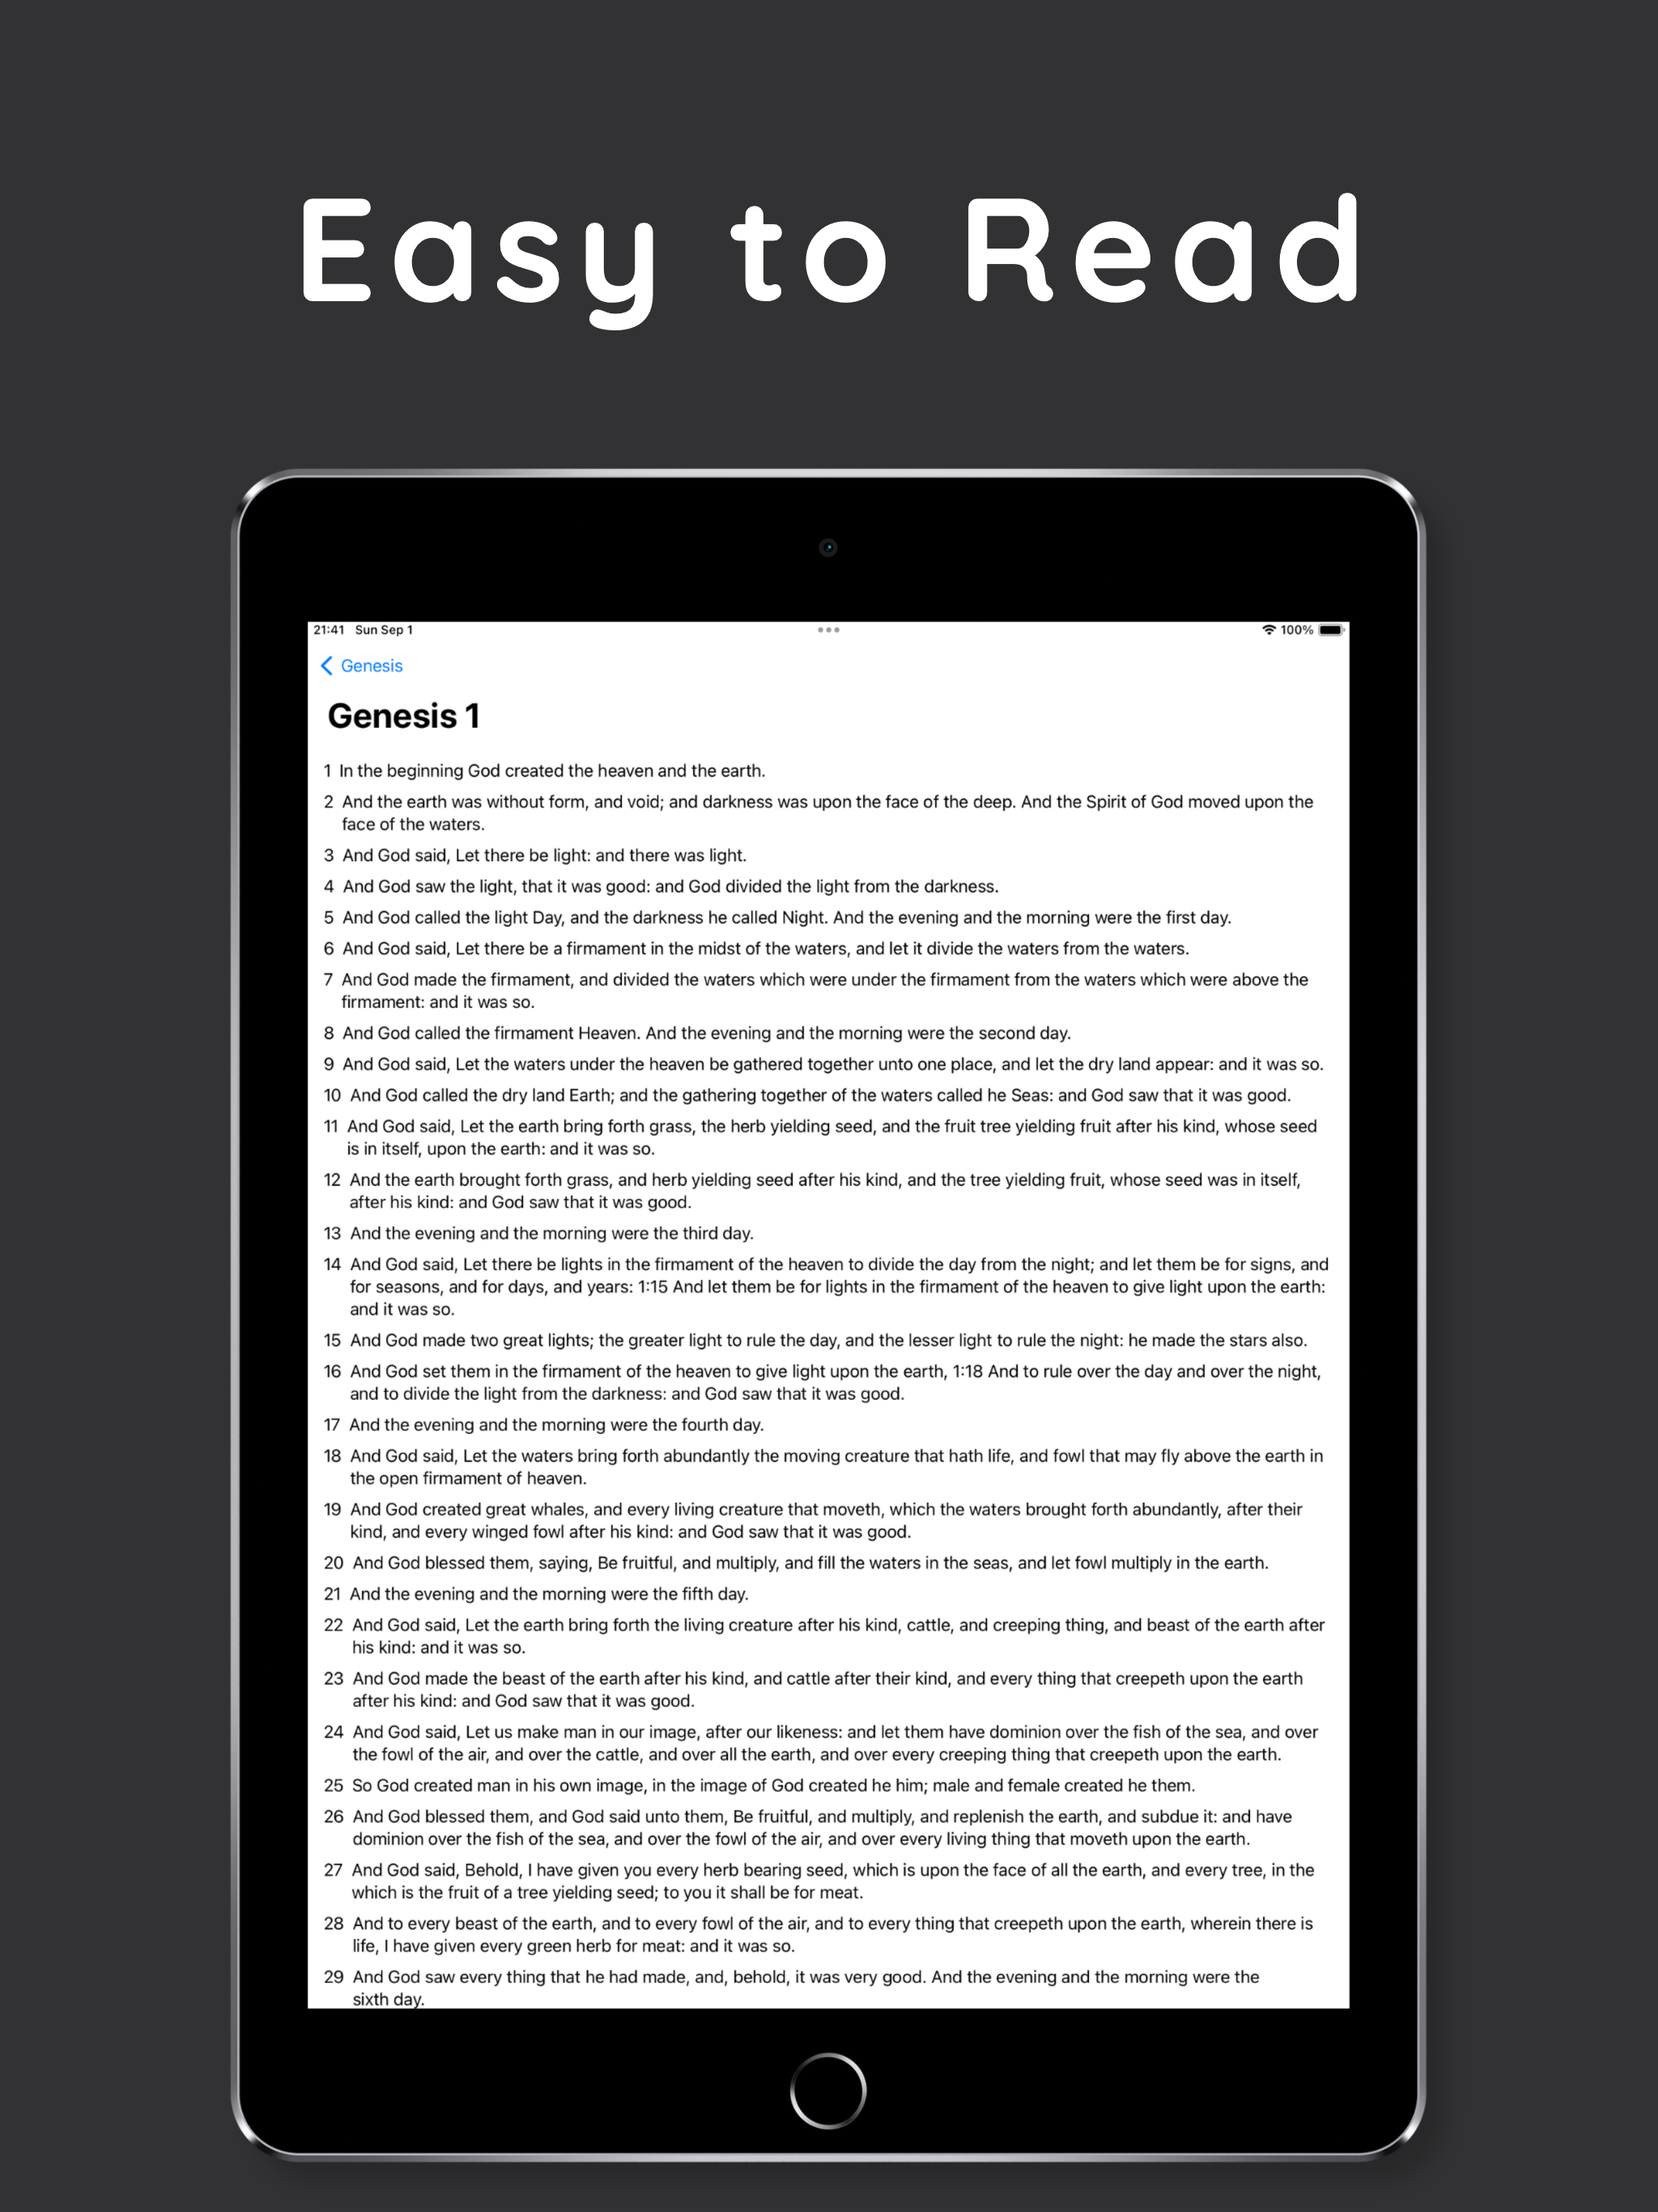 Easy to Read
21:41 Sun Sep 1 100%
Genesis
Genesis 1
1 In the beginning God created the heaven and the earth.
2 And the earth was without form, and void; and darkness was upon the face of the deep. And the Spirit of God moved upon the
face of the waters.
3 And God said, Let there be light: and there was light.
4 And God saw the light, that it was good: and God divided the light from the darkness.
5 And God called the light Day, and the darkness he called Night. And the evening and the morning were the first day.
6 And God said, Let there be a firmament in the midst of the waters, and let it divide the waters from the waters.
7 And God made the firmament, and divided the waters which were under the firmament from the waters which were above the
firmament: and it was so.
8 And God called the firmament Heaven. And the evening and the morning were the second day.
9 And God said, Let the waters under the heaven be gathered together unto one place, and let the dry land appear: and it was so.
10 And God called the dry land Earth; and the gathering together of the waters called he Seas: and God saw that it was good.
11 And God said, Let the earth bring forth grass, the herb yielding seed, and the fruit tree yielding fruit after his kind, whose seed
is in itself, upon the earth: and it was so.
12 And the earth brought forth grass, and herb yielding seed after his kind, and the tree yielding fruit, whose seed was in itself,
after his kind: and God saw that it was good.
13 And the evening and the morning were the third day.
14 And God said, Let there be lights in the firmament of the heaven to divide the day from the night; and let them be for signs, and
for seasons, and for days, and years: 1:15 And let them be for lights in the firmament of the heaven to give light upon the earth:
and it was so.
15 And God made two great lights; the greater light to rule the day, and the lesser light to rule the night: he made the stars also.
16 And God set them in the firmament of the heaven to give light upon the earth, 1:18 And to rule over the day and over the night,
and to divide the light from the darkness: and God saw that it was good.
17 And the evening and the morning were the fourth day.
18 And God said, Let the waters bring forth abundantly the moving creature that hath life, and fowl that may fly above the earth in
the open firmament of heaven.
19 And God created great whales, and every living creature that moveth, which the waters brought forth abundantly, after their
kind, and every winged fowl after his kind: and God saw that it was good.
20 And God blessed them, saying, Be fruitful, and multiply, and fill the waters in the seas, and let fowl multiply in the earth.
21 And the evening and the morning were the fifth day.
22 And God said, Let the earth bring forth the living creature after his kind, cattle, and creeping thing, and beast of the earth after
his kind: and it was so.
23 And God made the beast of the earth after his kind, and cattle after their kind, and every thing that creepeth upon the earth
after his kind: and God saw that it was good.
24 And God said, Let us make man in our image, after our likeness: and let them have dominion over the fish of the sea, and over
the fowl of the air, and over the cattle, and over all the earth, and over every creeping thing that creepeth upon the earth.
25 So God created man in his own image, in the image of God created he him; male and female created he them.
26 And God blessed them, and God said unto them, Be fruitful, and multiply, and replenish the earth, and subdue it: and have
dominion over the fish of the sea, and over the fowl of the air, and over every living thing that moveth upon the earth.
27 And God said, Behold, I have given you every herb bearing seed, which is upon the face of all the earth, and every tree, in the
which is the fruit of a tree yielding seed; to you it shall be for meat.
28 And to every beast of the earth, and to every fowl of the air, and to every thing that creepeth upon the earth, wherein there is
life, I have given every green herb for meat: and it was so.
29 And God saw every thing that he had made, and, behold, it was very good. And the evening and the morning were the
sixth day.